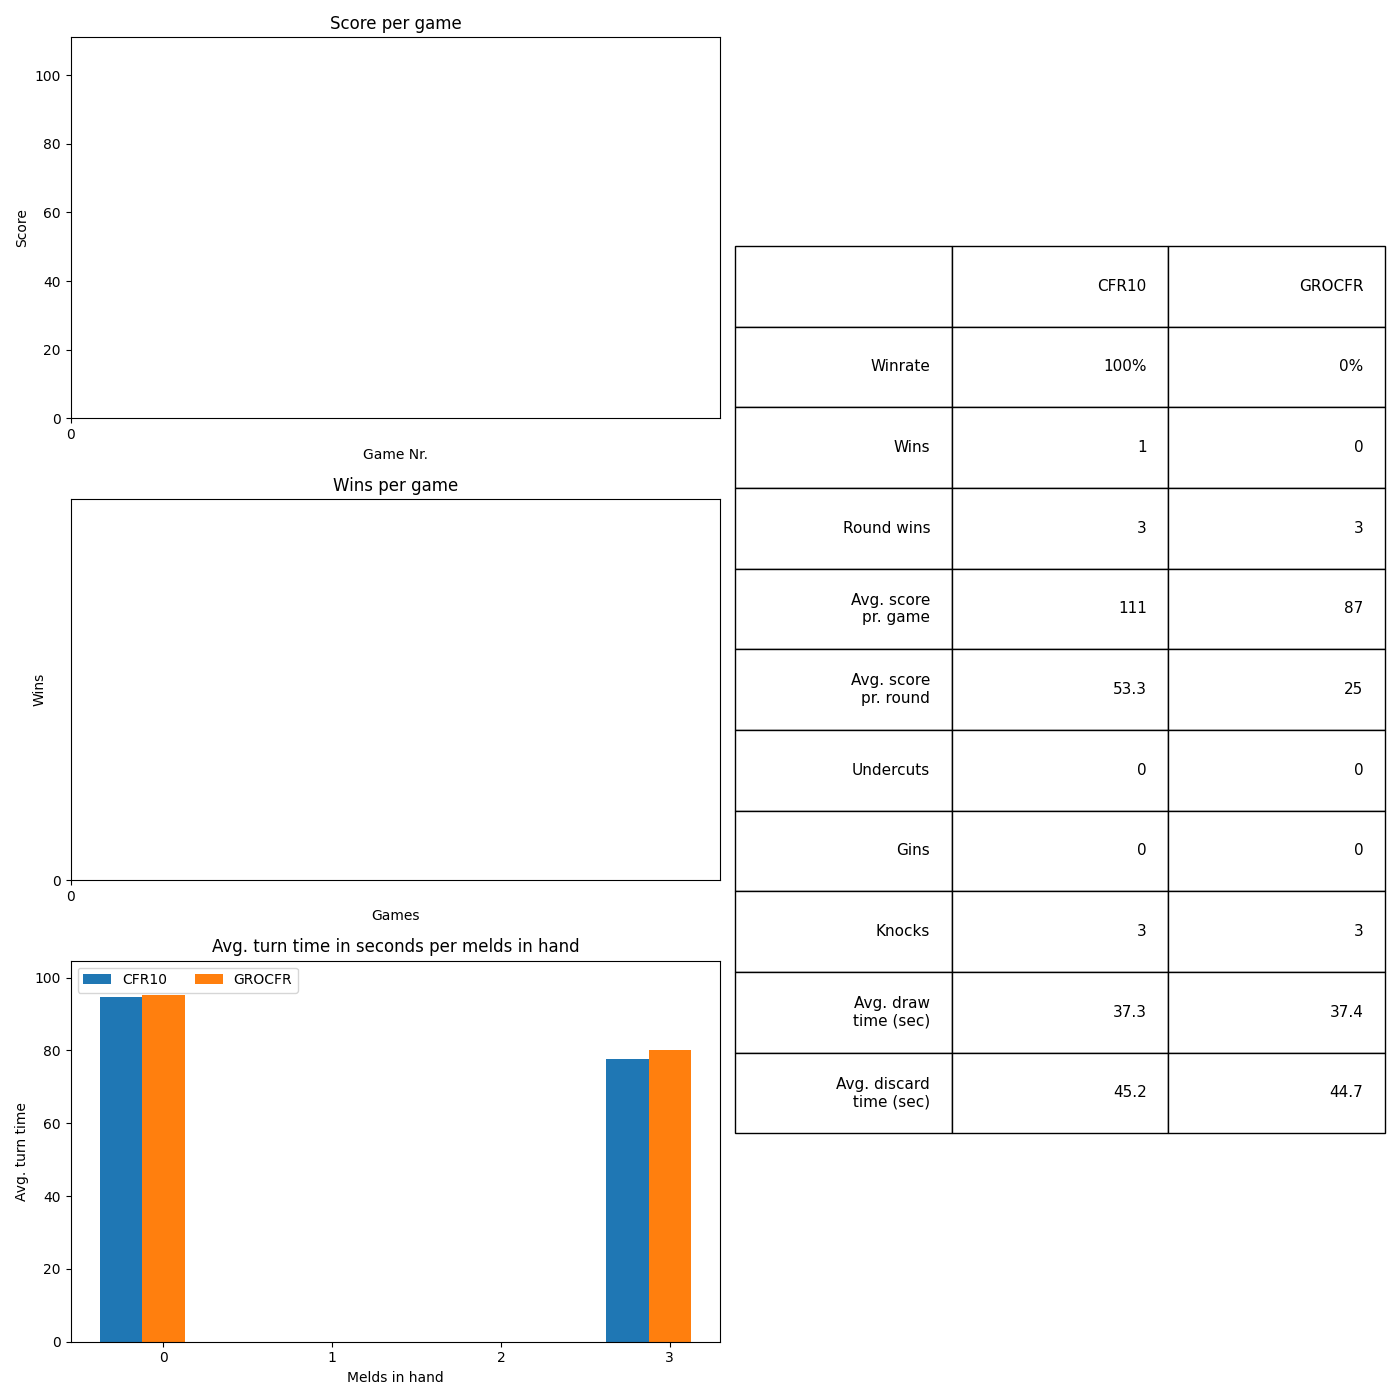 Score per game
100
80
60
40
20
0
Score
0
Game Nr.
Wins per game
Wins
0
0
Games
Avg. turn time in seconds per melds in hand
CFR10 GROCFR
100
80
60
40
20
0
Avg. turn time
0 1 2 3
Melds in hand
CFR10 GROCFR
Winrate 100% 0%
Wins 1 0
Round wins 3 3
Avg. score
pr. game 111 87
Avg. score
pr. round 53.3 25
Undercuts 0 0
Gins 0 0
Knocks 3 3
Avg. draw
time (sec) 37.3 37.4
Avg. discard
time (sec) 45.2 44.7